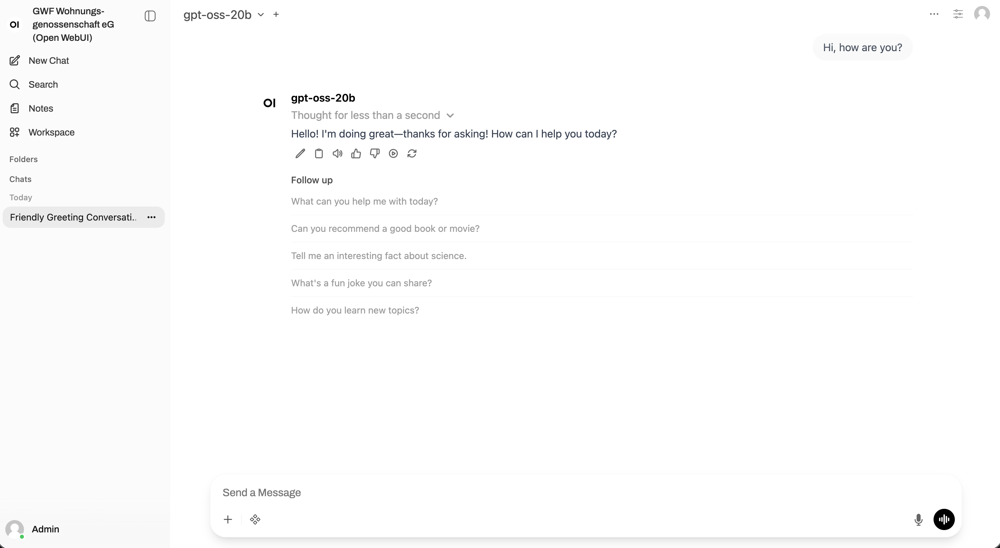 OI
GWF Wohnungs-
genossenschaft eG
(Open WebUI)
New Chat
Search
Notes
Workspace
Folders
Chats
Today
Friendly Greeting Conversati..
Admin
gpt-oss-20b
Hi, how are you?
OI
gpt-oss-20b
Thought for less than a second
Hello! I'm doing great—thanks for asking! How can I help you today?
Follow up
What can you help me with today?
Can you recommend a good book or movie?
Tell me an interesting fact about science.
What's a fun joke you can share?
How do you learn new topics?
Send a Message